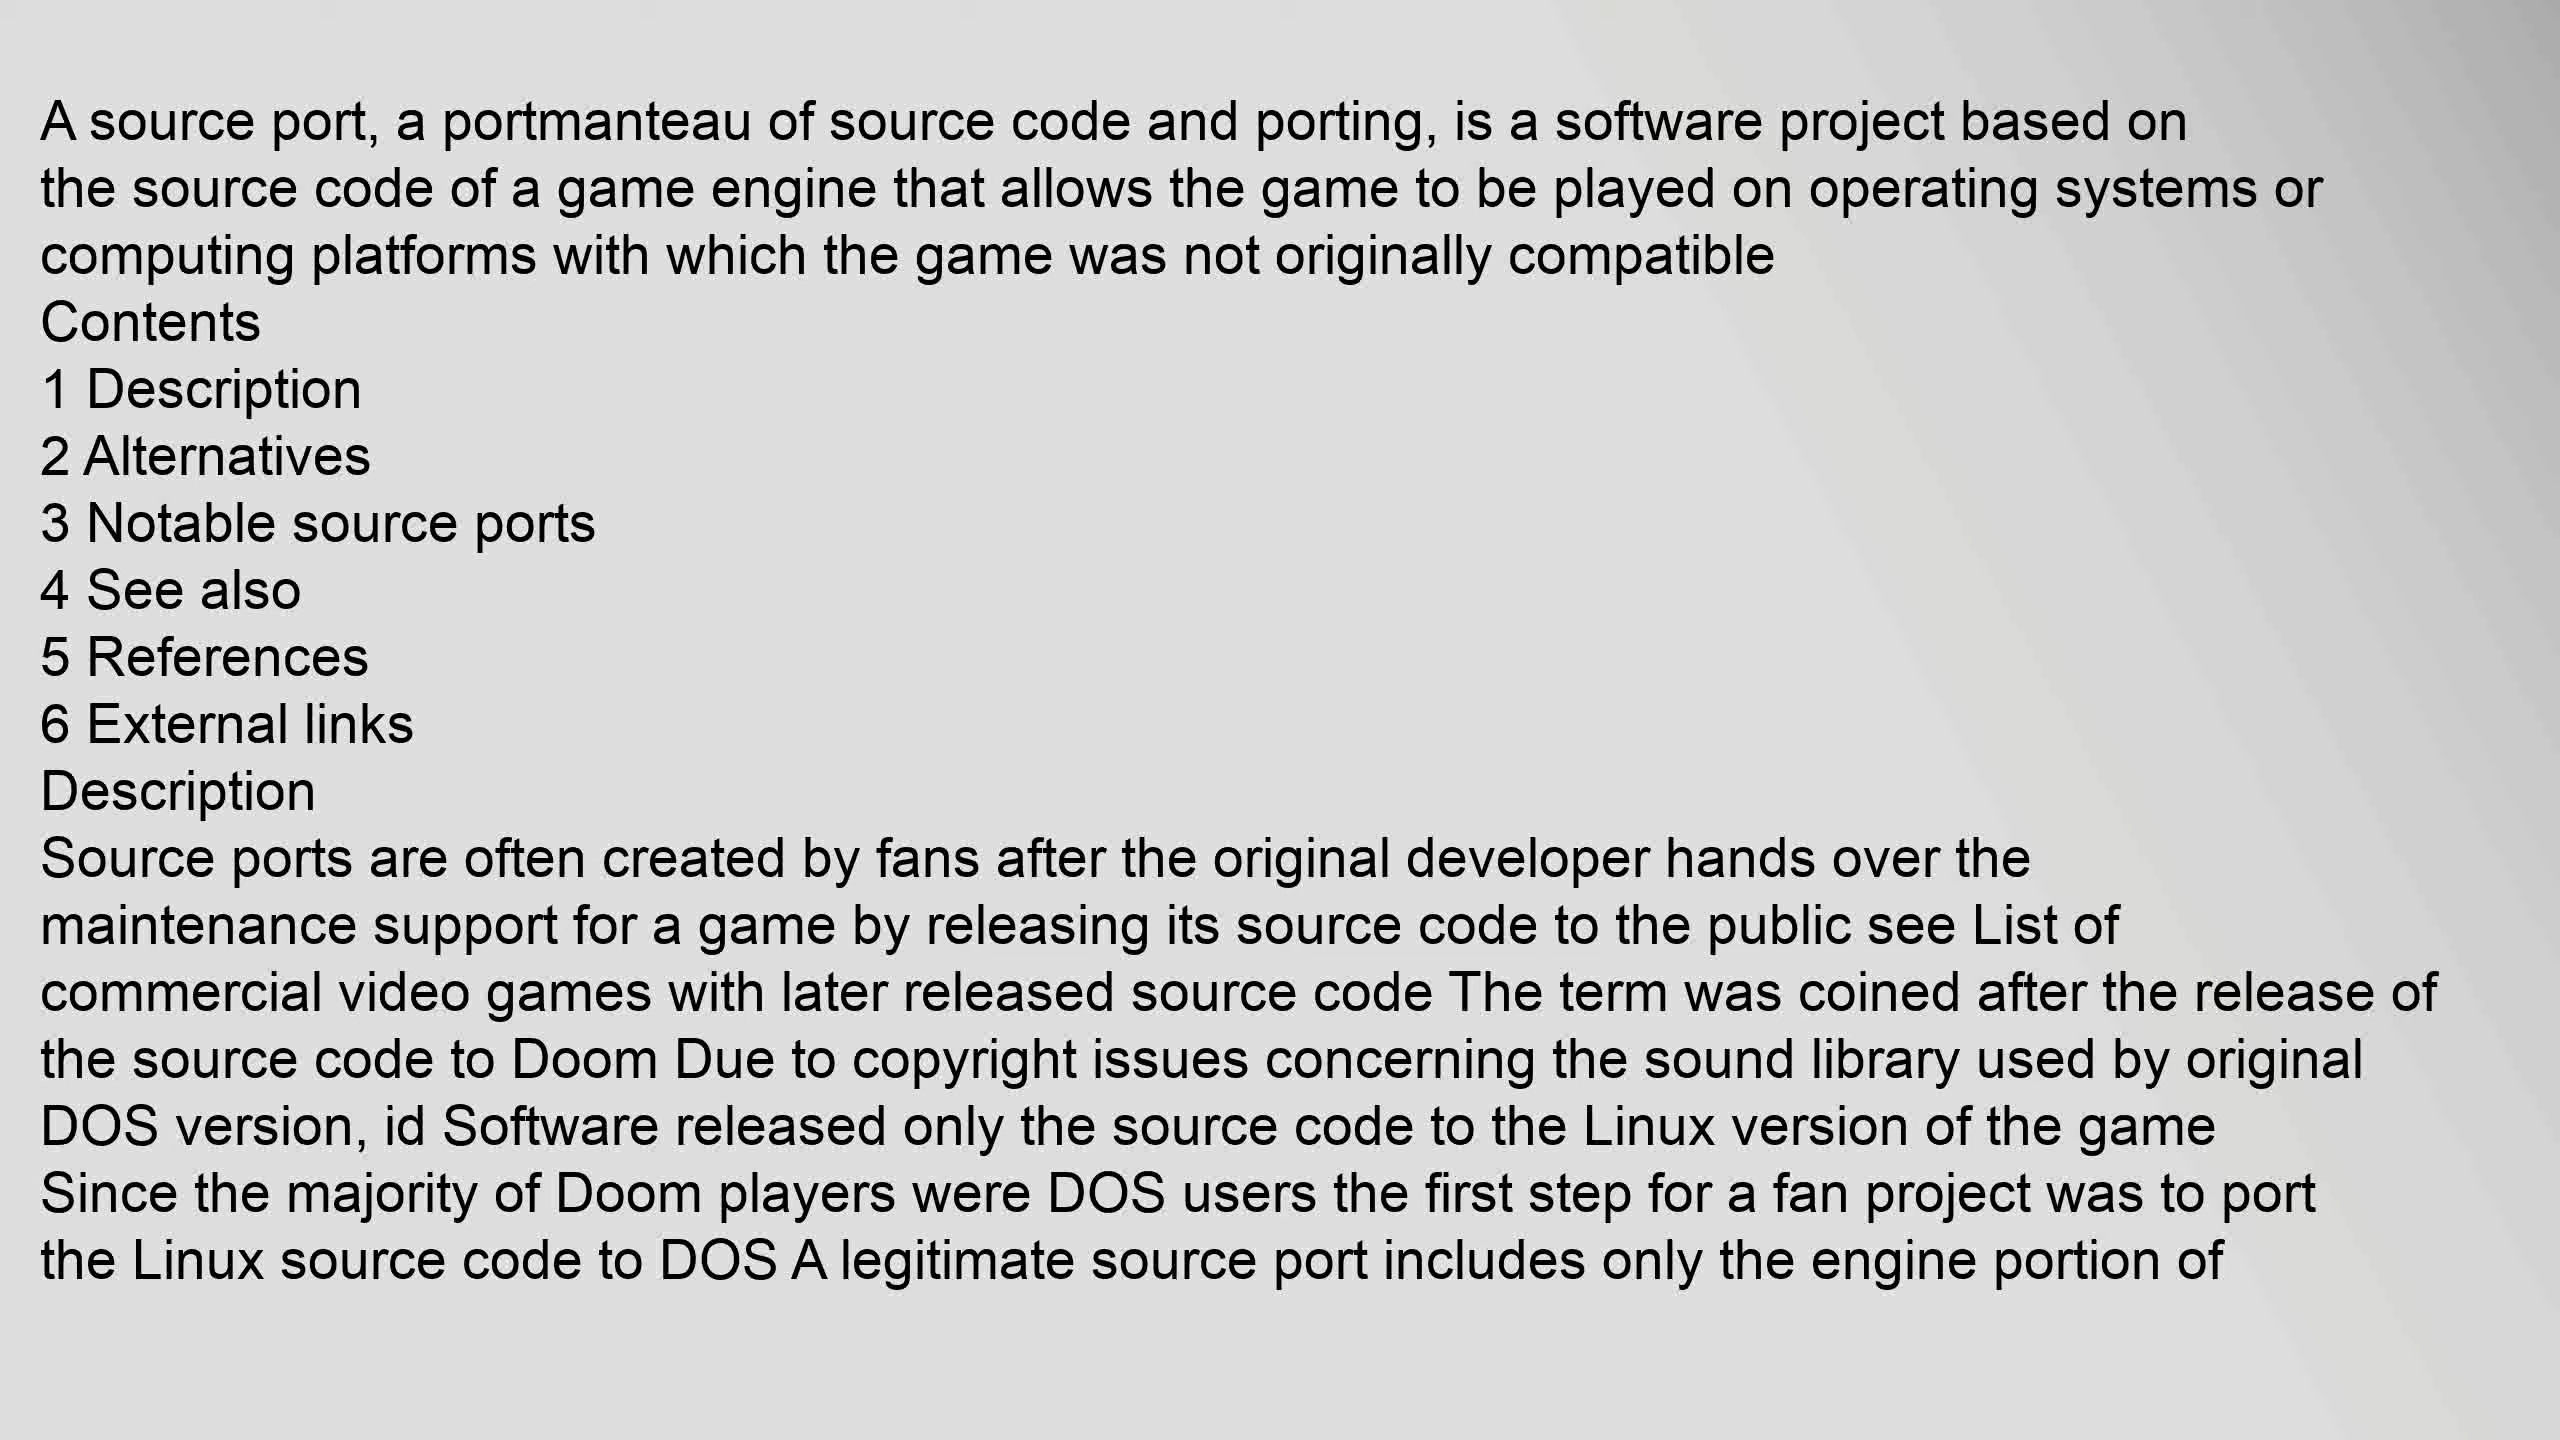 A source port, a portmanteau of source code and porting, is a software project based on
the source code of a game engine that allows the game to be played on operating systems or
computing platforms with which the game was not originally compatible
Contents
1 Description
2 Alternatives
3 Notable source ports
4 See also
5 References
6 External links
Description
Source ports are often created by fans after the original developer hands over the
maintenance support for a game by releasing its source code to the public see List of
commercial video games with later released source code The term was coined after the release of
the source code to Doom Due to copyright issues concerning the sound library used by original
DOS version, id Software released only the source code to the Linux version of the game
Since the majority of Doom players were DOS users the first step for a fan project was to port
the Linux source code to DOS A legitimate source port includes only the engine portion of